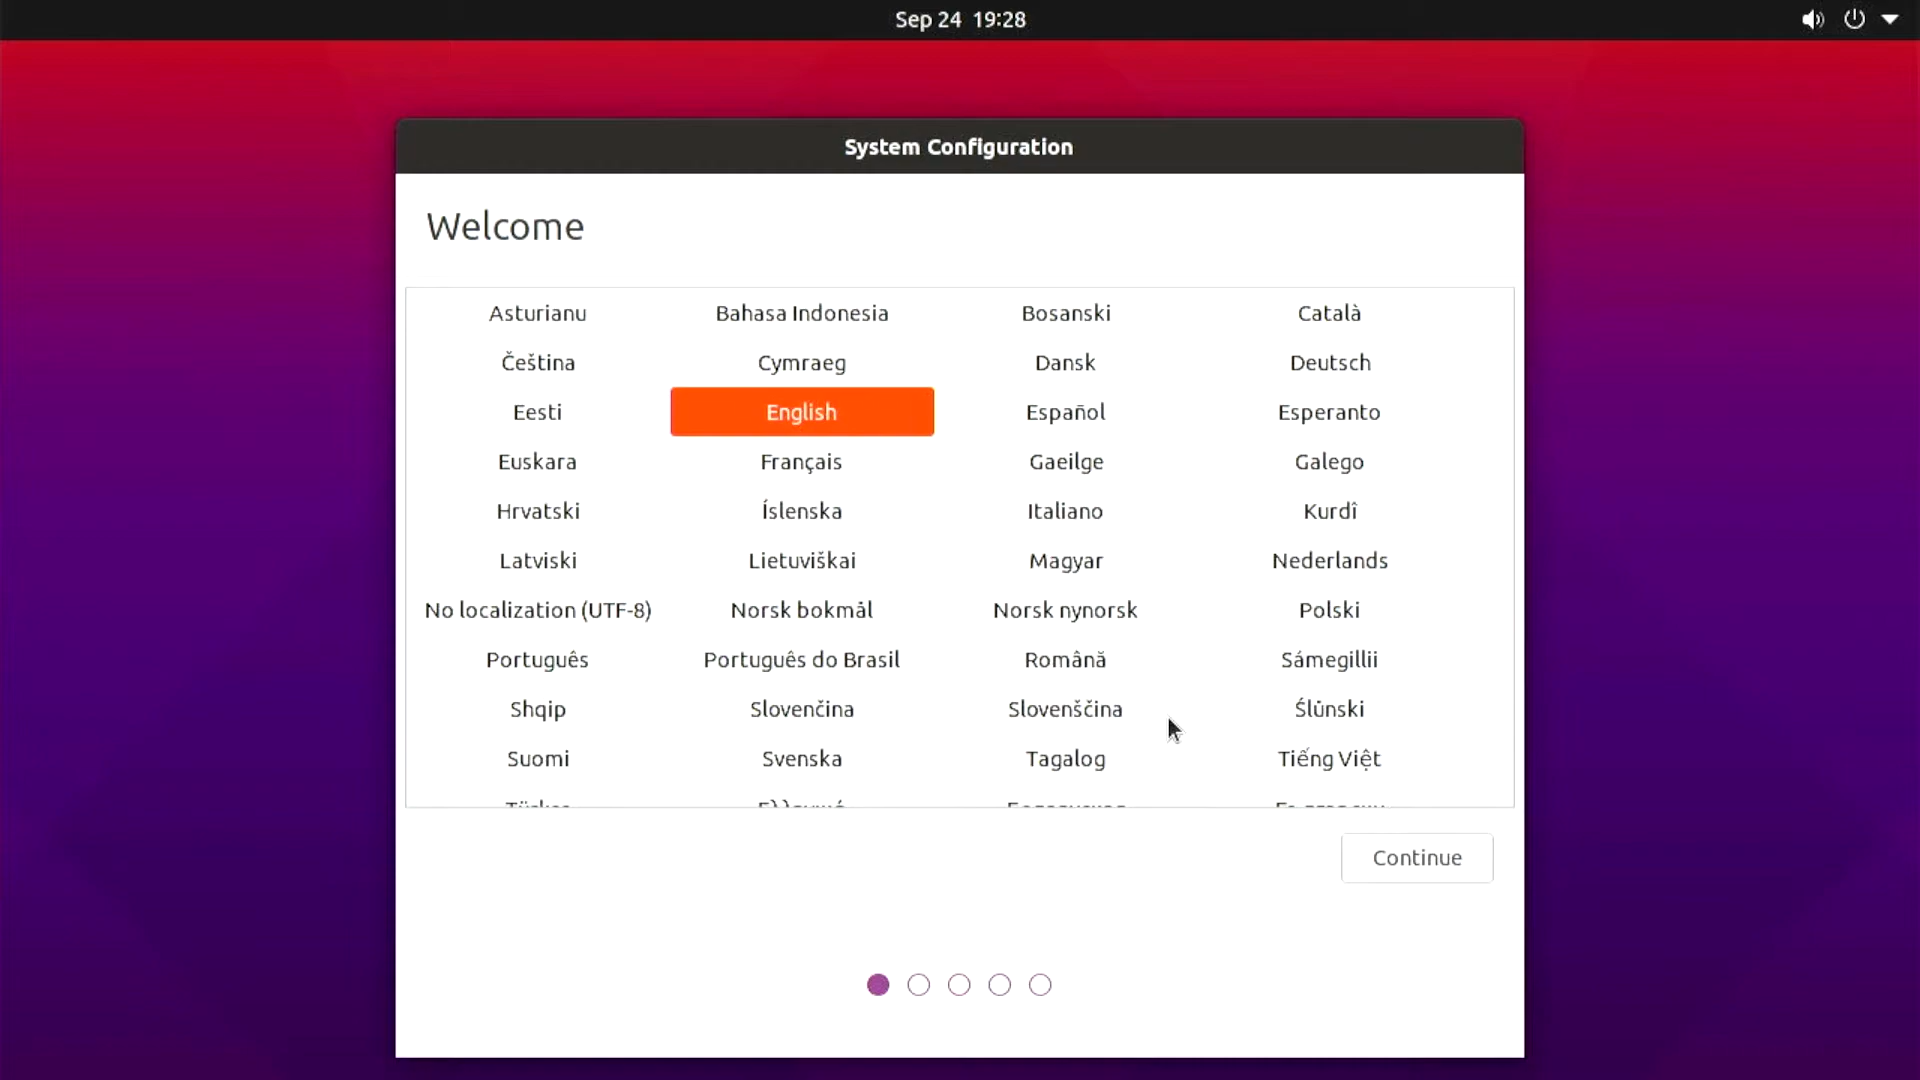 Sep 24 19:28
System Configuration
Welcome
Asturianu Bahasa Indonesia Bosanski Català
Čeština Cymraeg Dansk Deutsch
Eesti English Español Esperanto
Euskara Français Gaeilge Galego
Hrvatski Íslenska Italiano Kurdî
Latviski Lietuviškai Magyar Nederlands
No localization (UTF-8) Norsk bokmål Norsk nynorsk Polski
Português Português do Brasil Română Sámegillii
Shqip Slovenčina Slovenščina Ślůnski
Suomi Svenska Tagalog Tiếng Việt
Continue